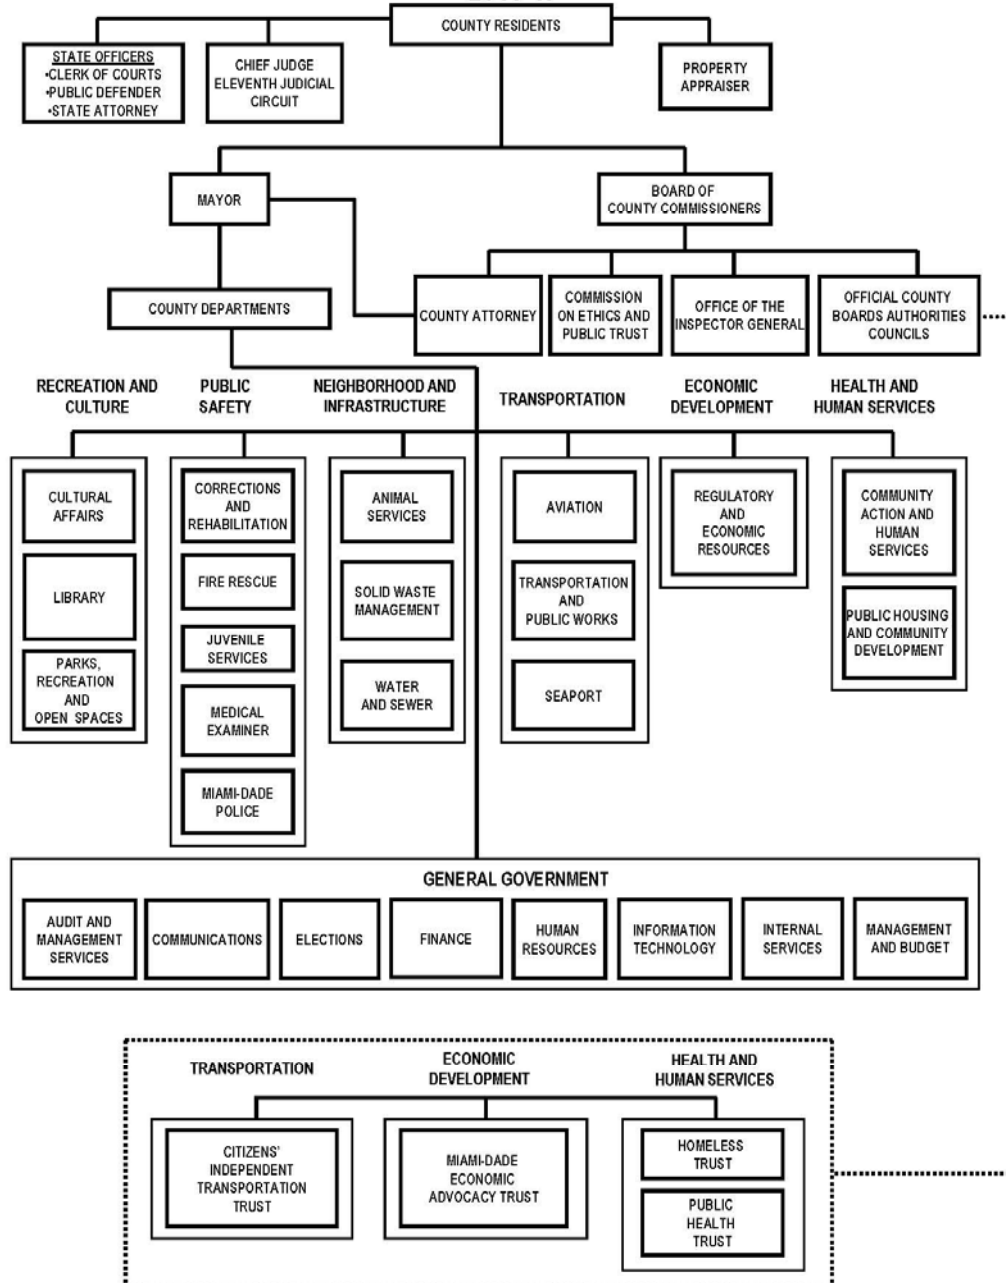 COUNTY RESIDENTS
STATE OFFICERS
•CLERK OF COURTS
•PUBLIC DEFENDER
•STATE ATTORNEY
CHIEF JUDGE
ELEVENTH JUDICIAL
CIRCUIT
PROPERTY
APPRAISER
MAYOR
BOARD OF
COUNTY COMMISSIONERS
COUNTY DEPARTMENTS
COUNTY ATTORNEY
COMMISSION
ON ETHICS AND
PUBLIC TRUST
OFFICE OF THE
INSPECTOR GENERAL
OFFICIAL COUNTY
BOARDS AUTHORITIES
COUNCILS
RECREATION AND
CULTURE
PUBLIC
SAFETY
NEIGHBORHOOD AND
INFRASTRUCTURE
TRANSPORTATION
ECONOMIC
DEVELOPMENT
HEALTH AND
HUMAN SERVICES
CULTURAL
AFFAIRS
LIBRARY
PARKS,
RECREATION
AND
OPEN SPACES
CORRECTIONS
AND
REHABILITATION
FIRE RESCUE
JUVENILE
SERVICES
MEDICAL
EXAMINER
MIAMI-DADE
POLICE
ANIMAL
SERVICES
SOLID WASTE
MANAGEMENT
WATER
AND SEWER
AVIATION
TRANSPORTATION
AND
PUBLIC WORKS
SEAPORT
REGULATORY
AND
ECONOMIC
RESOURCES
COMMUNITY
ACTION AND
HUMAN
SERVICES
PUBLIC HOUSING
AND COMMUNITY
DEVELOPMENT
GENERAL GOVERNMENT
AUDIT AND
MANAGEMENT
SERVICES
COMMUNICATIONS
ELECTIONS
FINANCE
HUMAN
RESOURCES
INFORMATION
TECHNOLOGY
INTERNAL
SERVICES
MANAGEMENT
AND BUDGET
TRANSPORTATION
ECONOMIC
DEVELOPMENT
HEALTH AND
HUMAN SERVICES
CITIZENS'
INDEPENDENT
TRANSPORTATION
TRUST
MIAMI-DADE
ECONOMIC
ADVOCACY TRUST
HOMELESS
TRUST
PUBLIC
HEALTH
TRUST